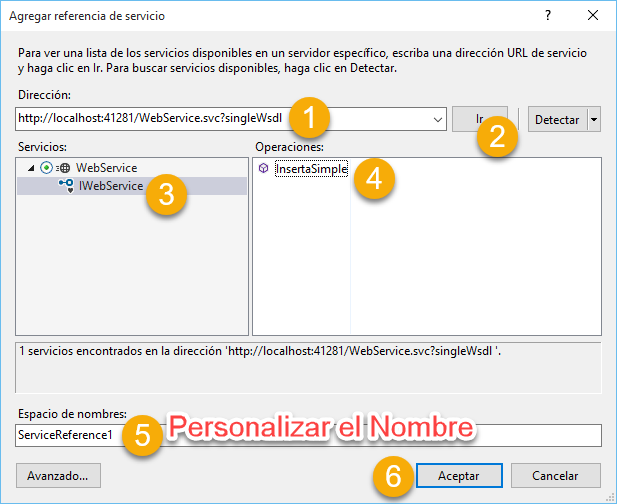 Agregar referencia de servicio
Para ver una lista de los servicios disponibles en un servidor específico, escriba una dirección URL de servicio
y haga clic en Ir. Para buscar servicios disponibles, haga clic en Detectar.
Dirección:
http://localhost:41281/WebService.svc?singleWsdl 1 Ir 2 Detectar
Servicios: Operaciones:
WebService InsertaSimple 4
IWebService 3
1 servicios encontrados en la dirección 'http://localhost:41281/WebService.svc?singleWsdl '.
Espacio de nombres:
ServiceReference1 5 Personalizar el Nombre
Avanzado... 6 Aceptar Cancelar